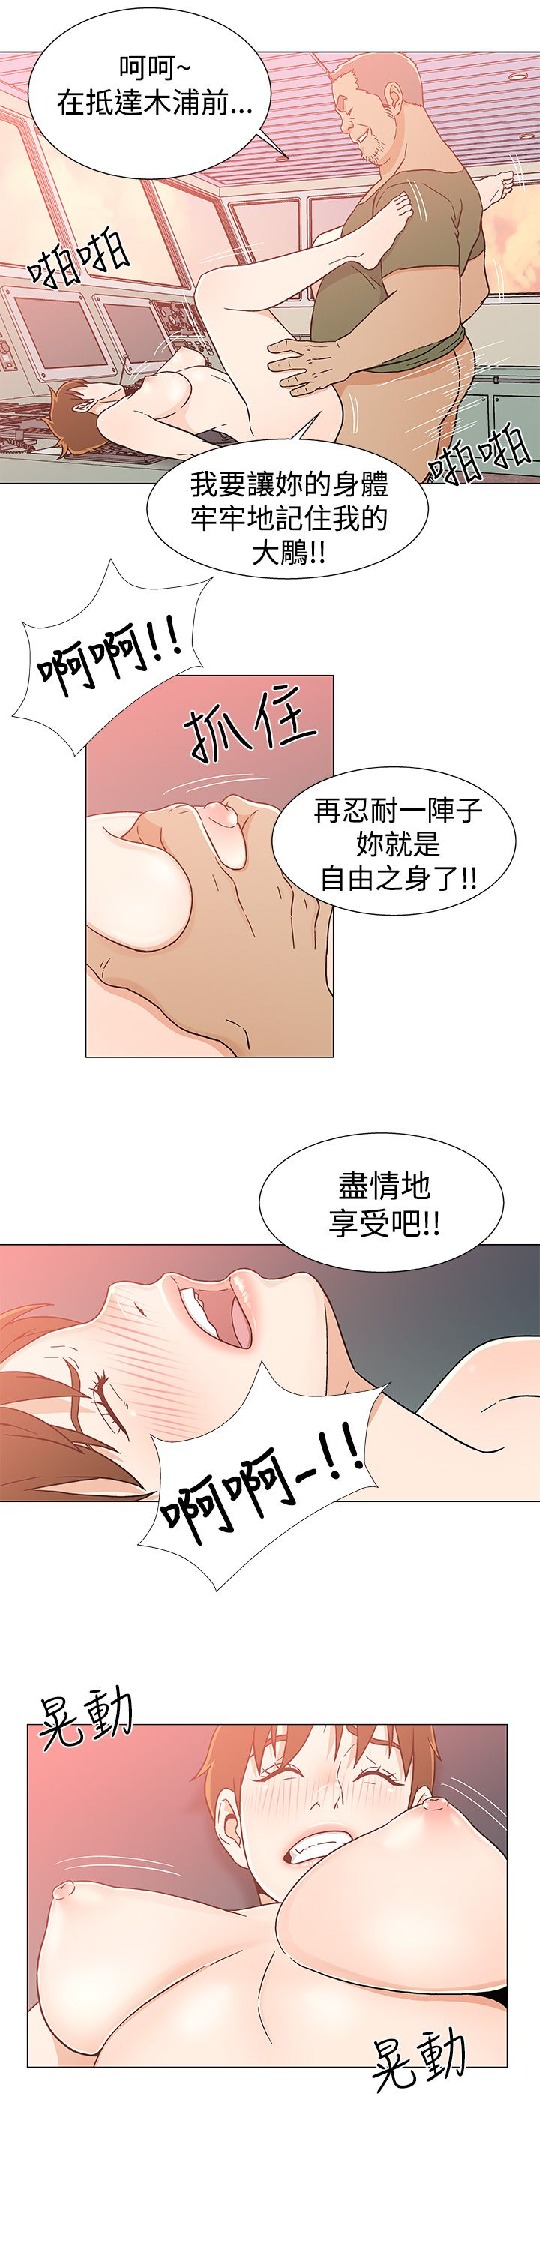 呵呵~
在抵達木浦前...
啪啪
啪啪
我要讓妳的身體
牢牢地記住我的
大鵰!!
啊啊!!
抓住
再忍耐一陣子
妳就是
自由之身了!!
盡情地
享受吧!!
啊啊~!!
晃動
晃動